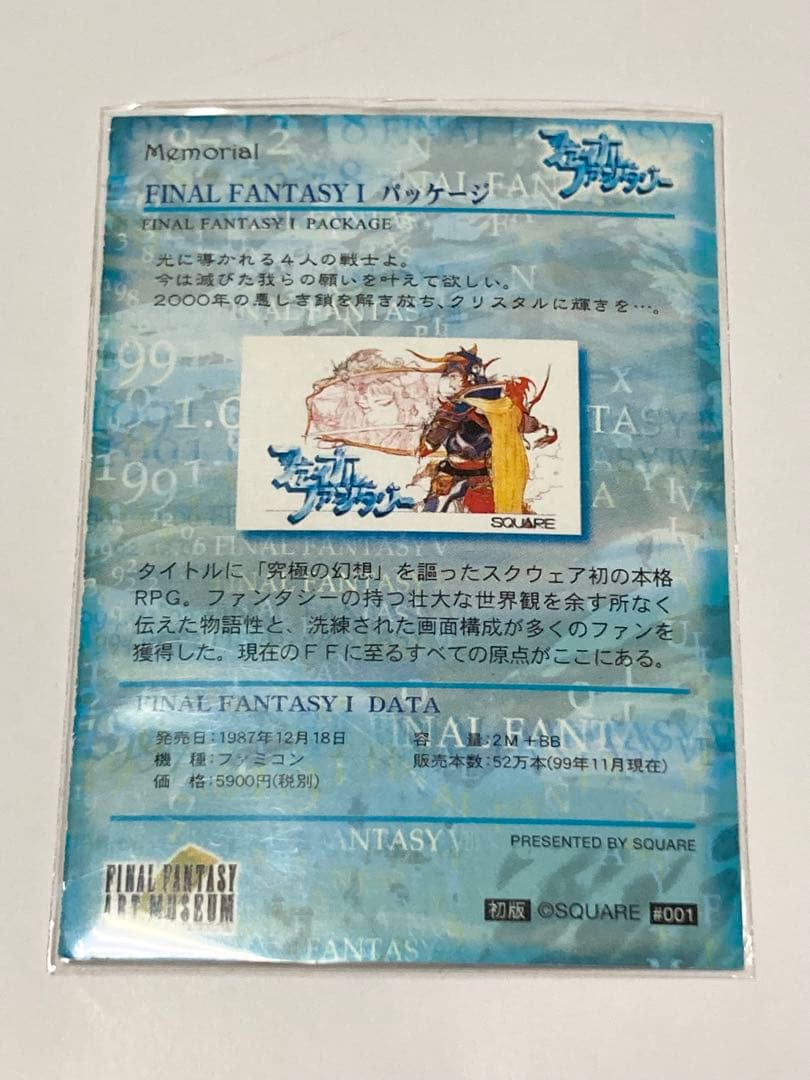 Memorial
ファイナル
ファンタジー
FINAL FANTASY I パッケージ
FINAL FANTASY I PACKAGE
光に導かれる4人の戦士よ。
今は滅びた我らの願いを叶えて欲しい。
2000年の悪しき鎖を解き放ち、クリスタルに輝きを…。
ファイナル
ファンタジー
SQUARE
タイトルに「究極の幻想」を謳ったスクウェア初の本格
RPG。ファンタジーの持つ壮大な世界観を余す所なく
伝えた物語性と、洗練された画面構成が多くのファンを
獲得した。現在のFFに至るすべての原点がここにある。
FINAL FANTASY I DATA
発売日:1987年12月18日
容 量:2M+BB
機 種:ファミコン
販売本数:52万本(99年11月現在)
価 格:5900円(税別)
PRESENTED BY SQUARE
FINAL FANTASY
ART MUSEUM
初版 ©SQUARE #001